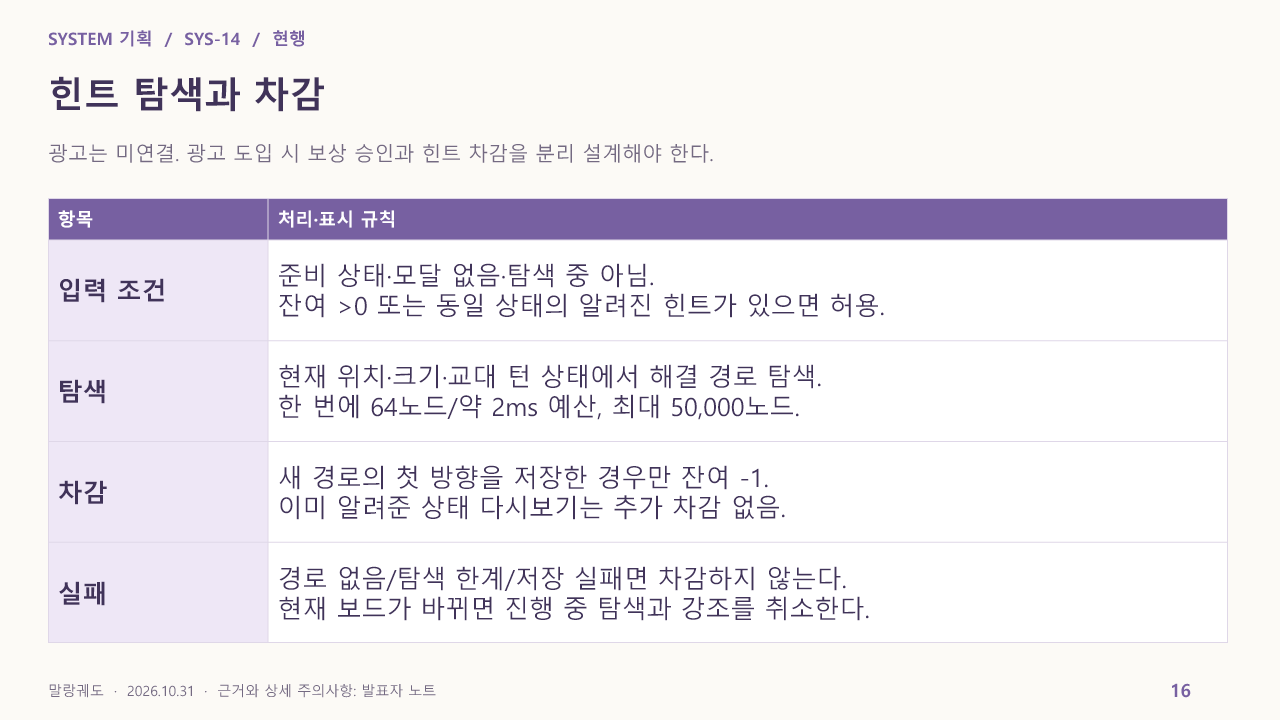 SYSTEM 기획 / SYS-14 / 현행
힌트 탐색과 차감
광고는 미연결. 광고 도입 시 보상 승인과 힌트 차감을 분리 설계해야 한다.
항목
처리·표시 규칙
입력 조건
준비 상태·모달 없음·탐색 중 아님.
잔여 >0 또는 동일 상태의 알려진 힌트가 있으면 허용.
탐색
현재 위치·크기·교대 턴 상태에서 해결 경로 탐색.
한 번에 64노드/약 2ms 예산, 최대 50,000노드.
차감
새 경로의 첫 방향을 저장한 경우만 잔여 -1.
이미 알려준 상태 다시보기는 추가 차감 없음.
실패
경로 없음/탐색 한계/저장 실패면 차감하지 않는다.
현재 보드가 바뀌면 진행 중 탐색과 강조를 취소한다.
말랑궤도 · 2026.10.31 · 근거와 상세 주의사항: 발표자 노트
16